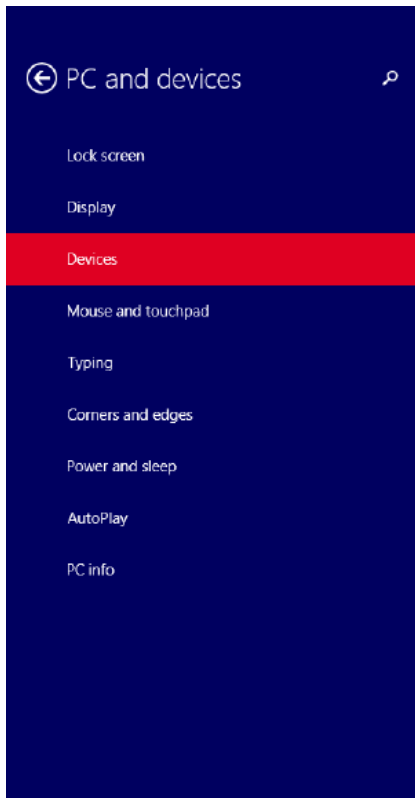 PC and devices
Lock screen
Display
Devices
Mouse and touchpad
Typing
Corners and edges
Power and sleep
AutoPlay
PC info